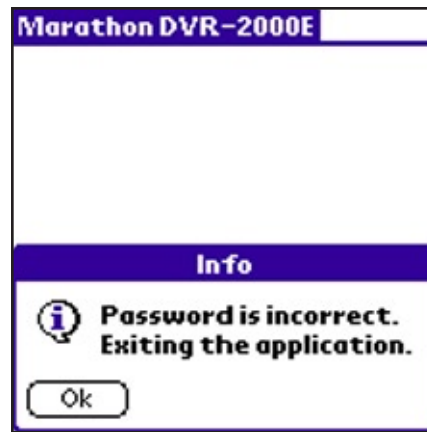 Marathon DVR-2000E
Info
Password is incorrect.
Exiting the application.
Ok